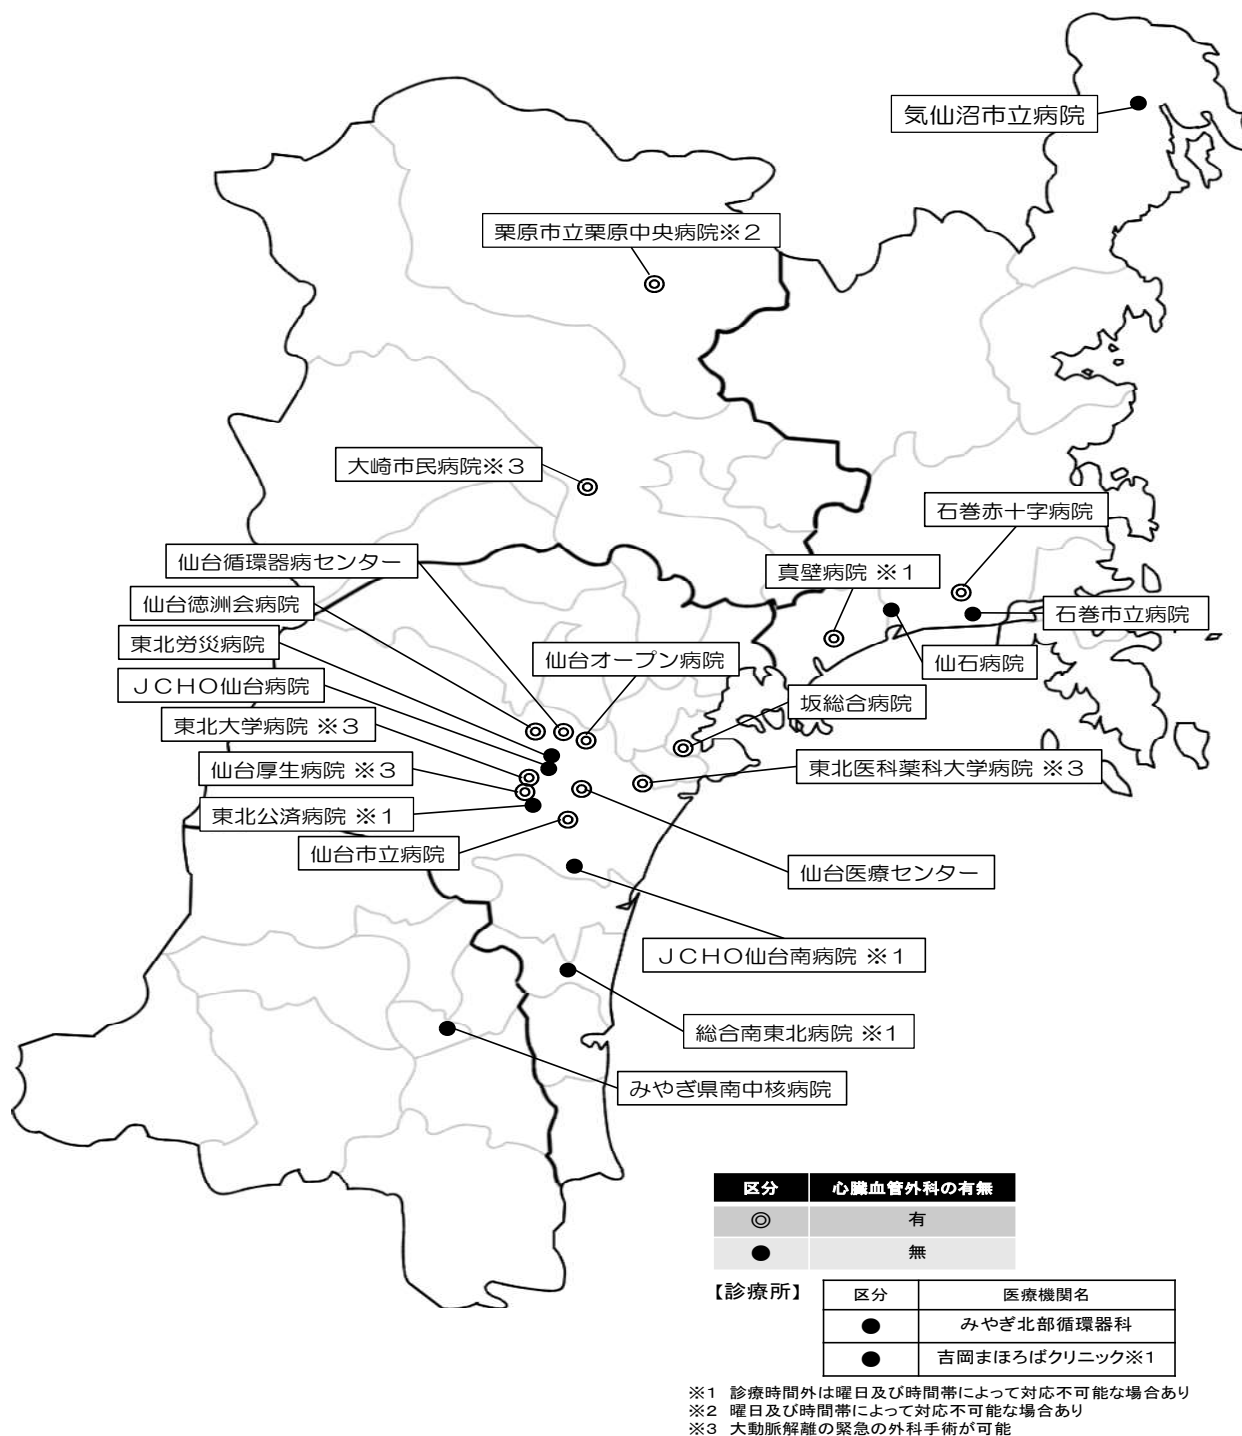 気仙沼市立病院
栗原市立栗原中央病院※2
大崎市民病院※3
石巻赤十字病院
仙台循環器病センター
真壁病院 ※1
仙台徳洲会病院
石巻市立病院
東北労災病院
仙台オープン病院
仙石病院
JCHO仙台病院
坂総合病院
東北大学病院 ※3
仙台厚生病院 ※3
東北医科薬科大学病院 ※3
東北公済病院 ※1
仙台市立病院
仙台医療センター
JCHO仙台南病院 ※1
総合南東北病院 ※1
みやぎ県南中核病院
区分 心臓血管外科の有無
◎ 有
● 無
【診療所】
区分 医療機関名
● みやぎ北部循環器科
● 吉岡まほろばクリニック※1
※1 診療時間外は曜日及び時間帯によって対応不可能な場合あり
※2 曜日及び時間帯によって対応不可能な場合あり
※3 大動脈解離の緊急の外科手術が可能